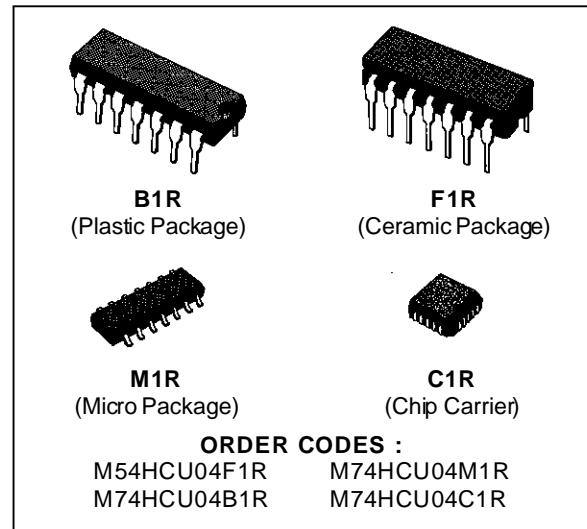 B1R
(Plastic Package)
F1R
(Ceramic Package)
M1R
(Micro Package)
C1R
(Chip Carrier)
ORDER CODES :
M54HCU04F1R M74HCU04M1R
M74HCU04B1R M74HCU04C1R